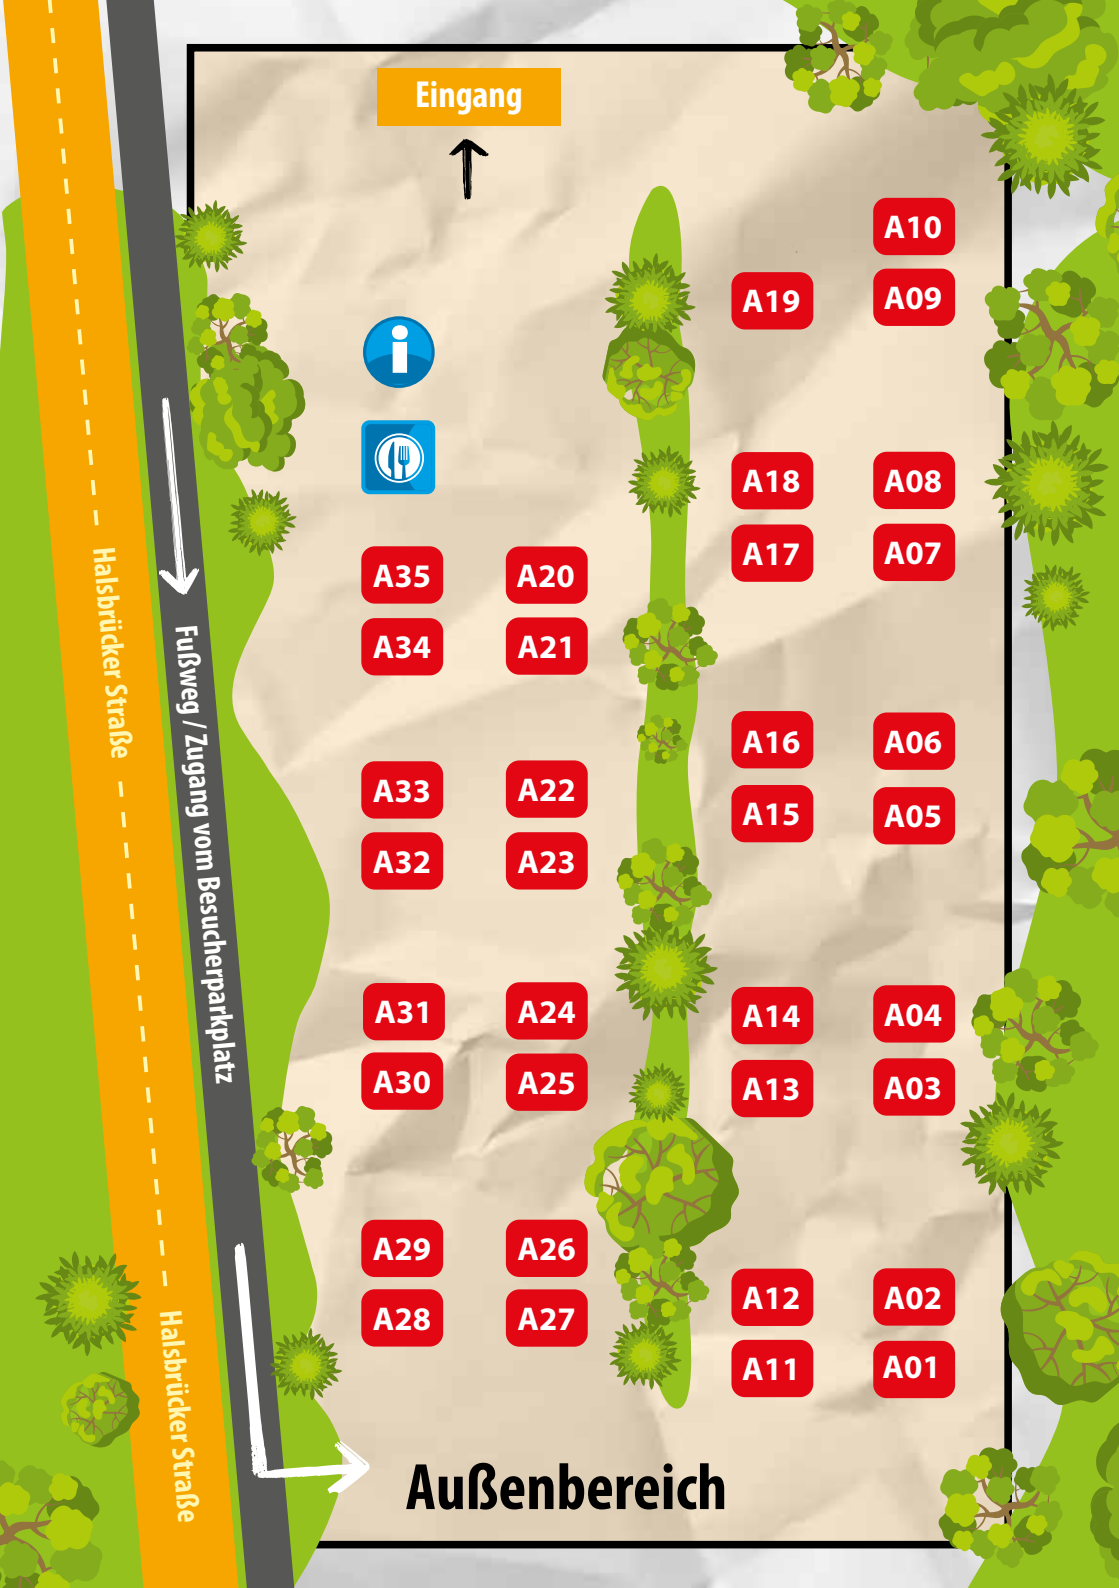 Eingang
A10
A19 A09
A18 A08
A17 A07
A35 A20
A34 A21
Halsbrücker Straße
Fußweg / Zugang vom Besucherparkplatz
A16 A06
A33 A22
A15 A05
A32 A23
A31 A24
A14 A04
A30 A25
A13 A03
A29 A26
A12 A02
A28 A27
A11 A01
Halsbrücker Straße
Außenbereich